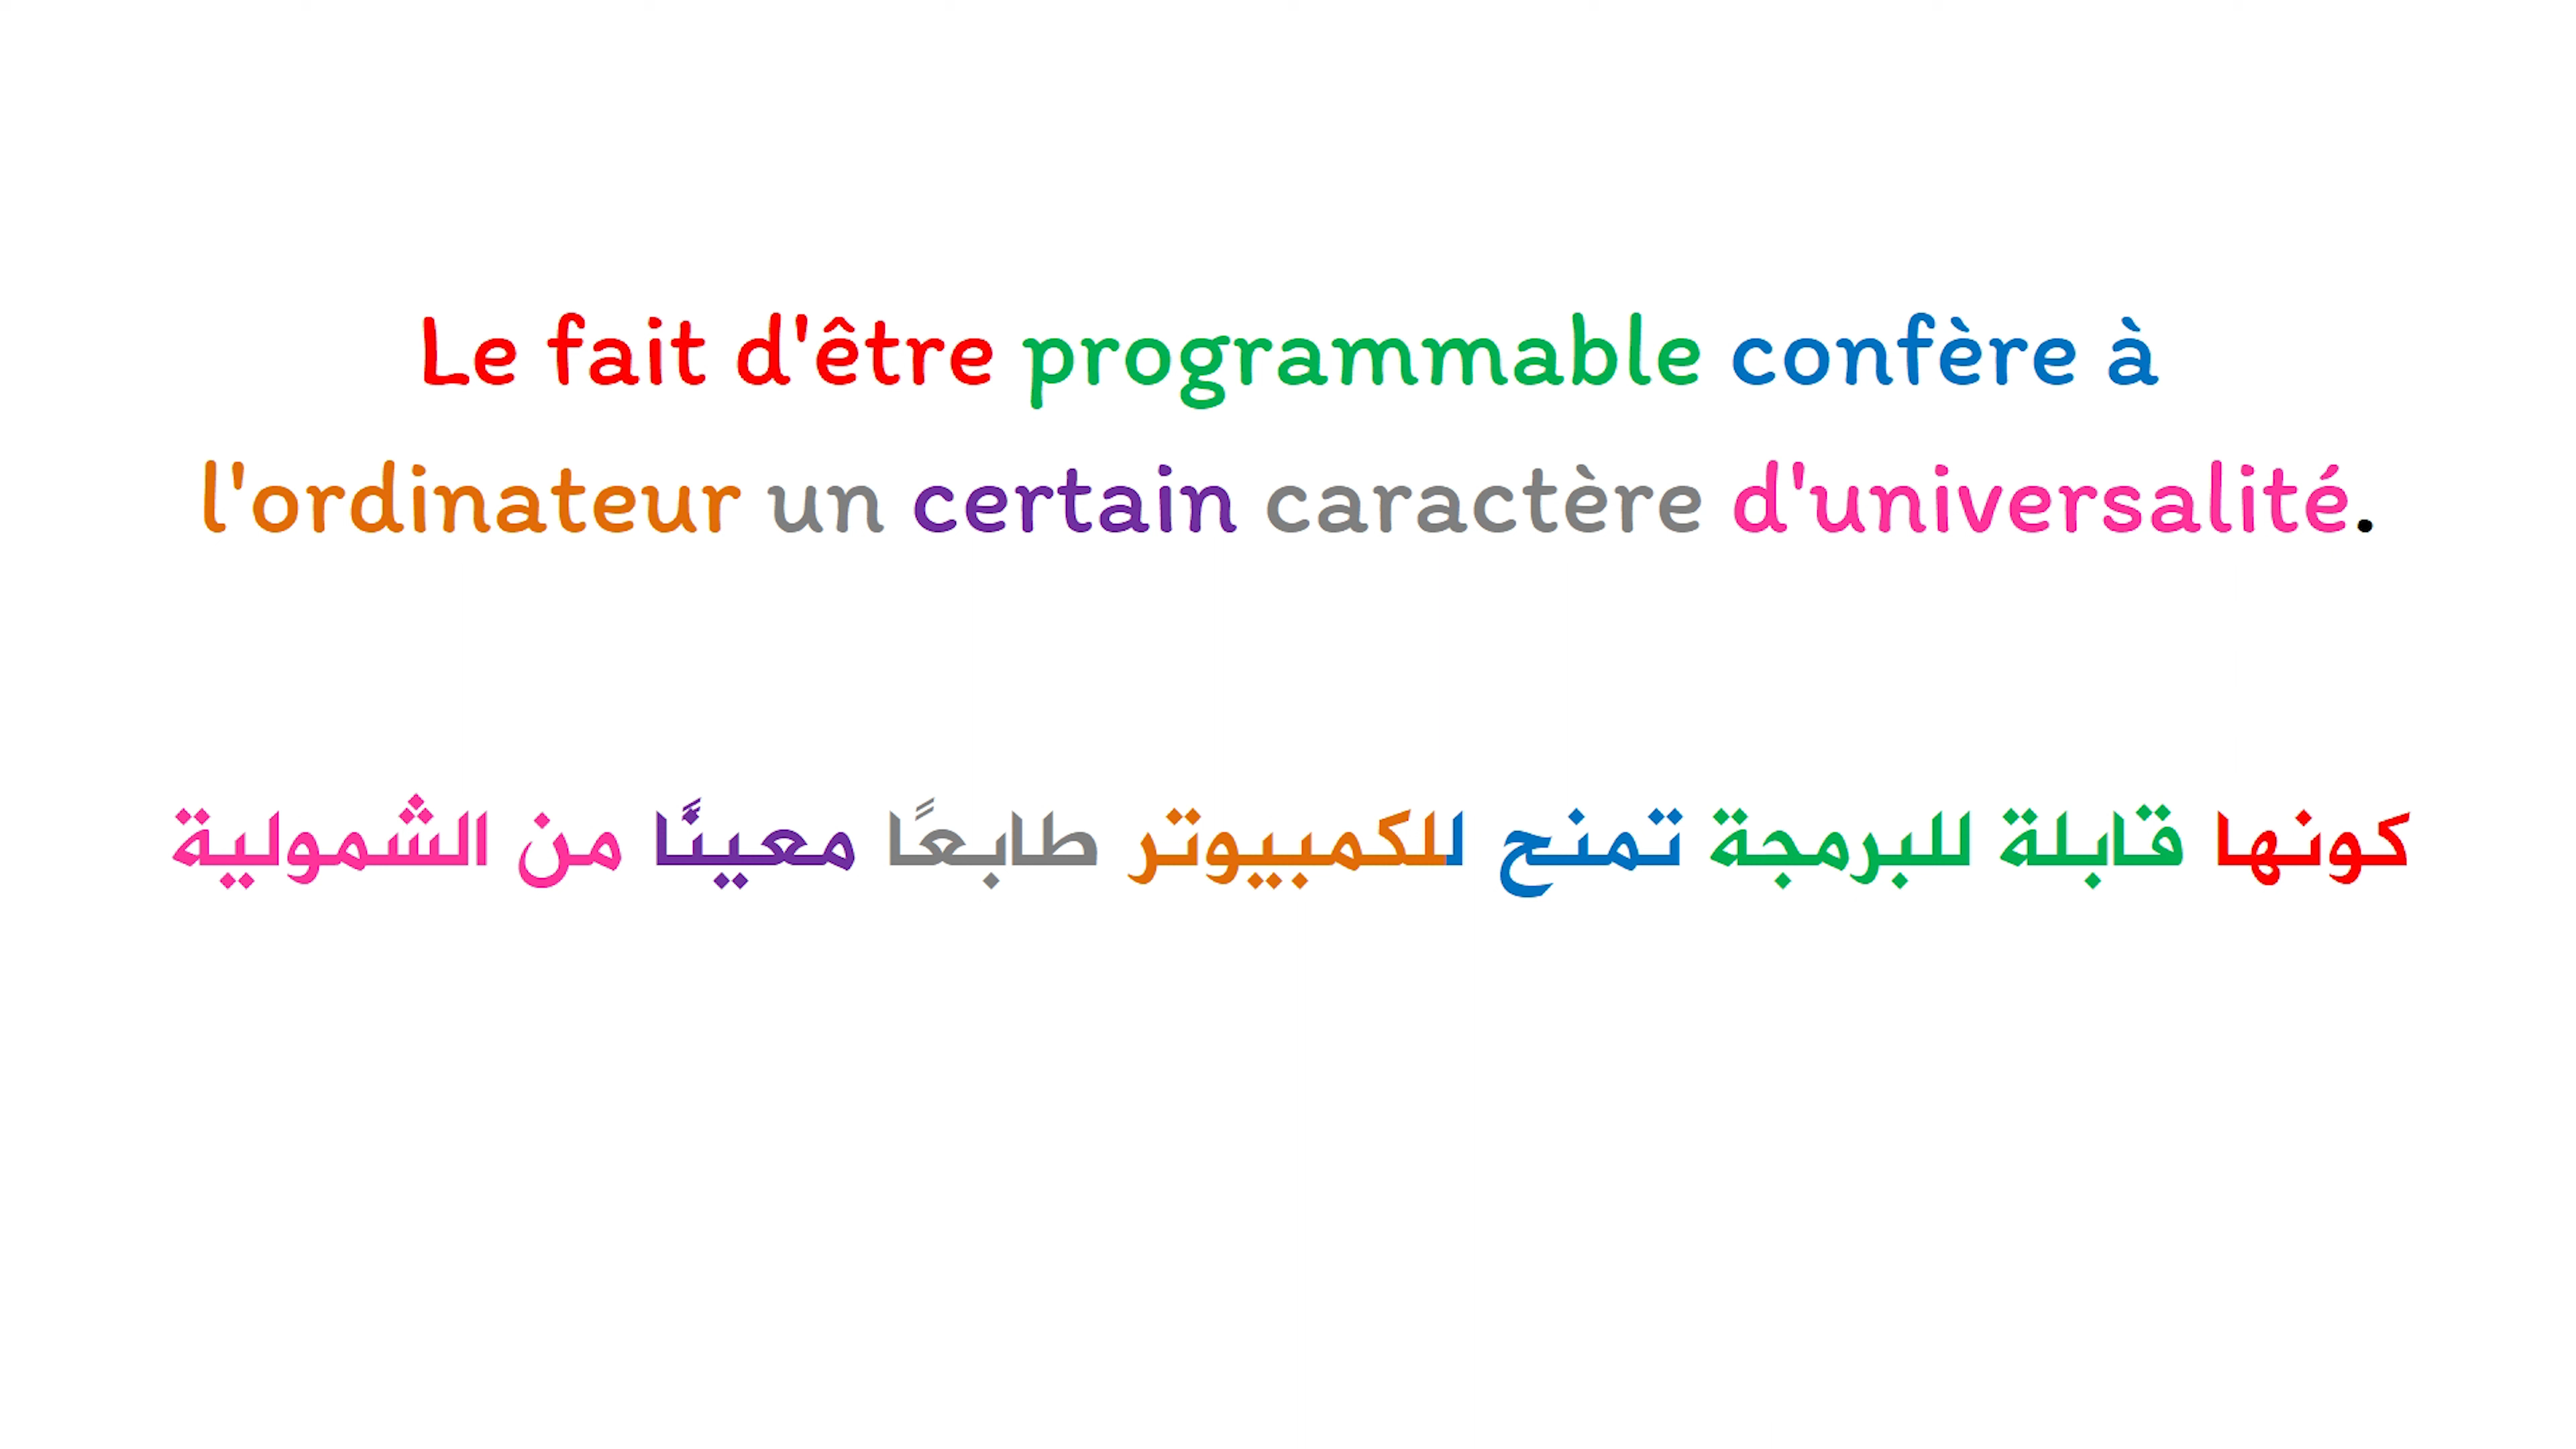 Le fait d'être programmable confère à
l'ordinateur un certain caractère d'universalité.
كونها قابلة للبرمجة تمنح للكمبيوتر طابعًا معينًا من الشمولية